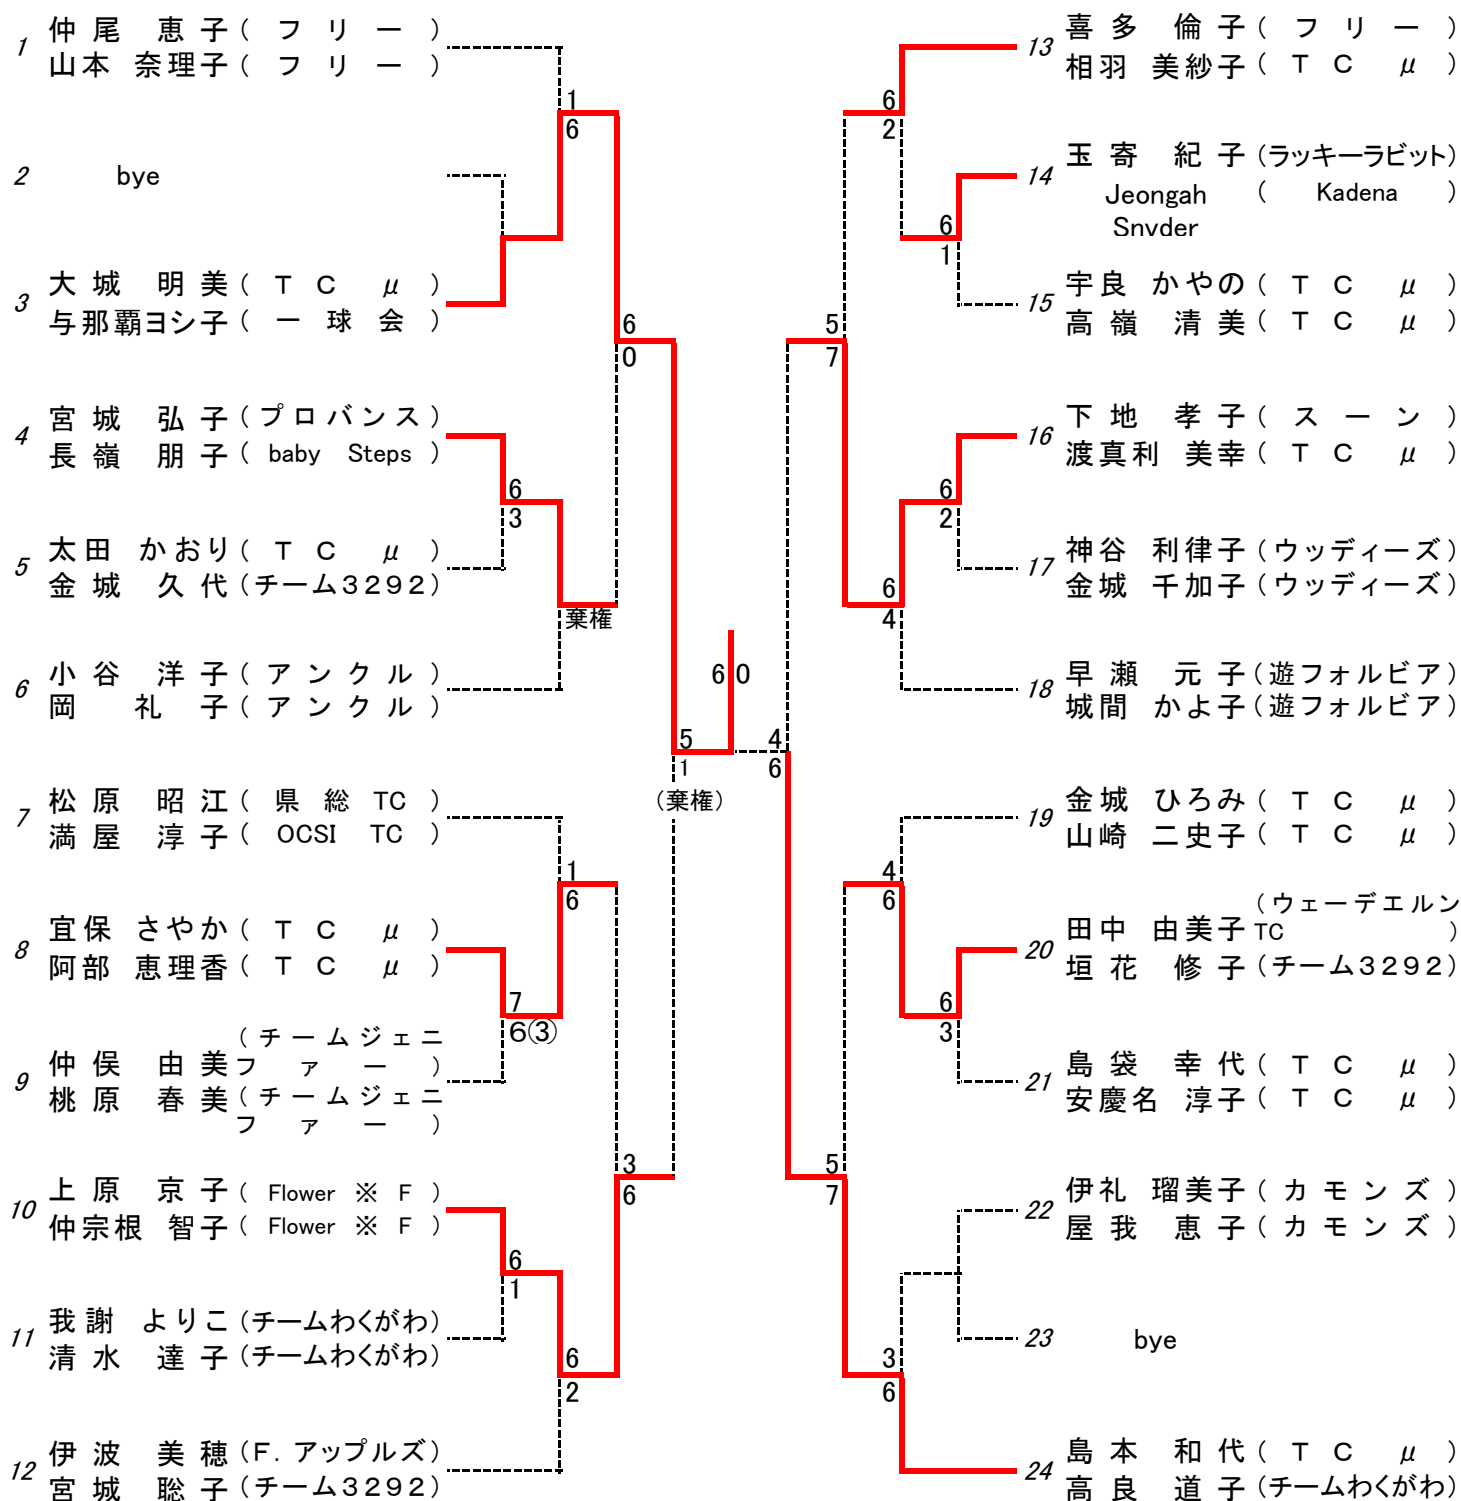 1 仲尾 恵子 (フリー)
山本 奈理子 (フリー)
2 bye
3 大城 明美 (TC μ)
与那覇ヨシ子 (一球会)
4 宮城 弘子 (プロバンス)
長嶺 朋子 (baby Steps)
5 太田 かおり (TC μ)
金城 久代 (チーム3292)
6 小谷 洋子 (アンクル)
岡 礼子 (アンクル)
7 松原 昭江 (県総 TC)
満屋 淳子 (OCSI TC)
8 宜保 さやか (TC μ)
阿部 恵理香 (TC μ)
9 仲俣 由美 (チームジェニファー)
桃原 春美 (チームジェニファー)
10 上原 京子 (Flower ※ F)
仲宗根 智子 (Flower ※ F)
11 我謝 よりこ (チームわくがわ)
清水 達子 (チームわくがわ)
12 伊波 美穂 (F. アップルズ)
宮城 聡子 (チーム3292)
1
6
6
0
6
3
棄権
1
6
7
6③
3
6
6
1
6
2
5
1
(棄権)
6 0
4
6
6
2
6
1
5
7
6
2
6
4
4
6
6
3
5
7
3
6
13 喜多 倫子 (フリー)
相羽 美紗子 (TC μ)
14 玉寄 紀子 (ラッキーラビット)
Jeongah (Kadena)
Snyder
15 宇良 かやの (TC μ)
高嶺 清美 (TC μ)
16 下地 孝子 (スーン)
渡真利 美幸 (TC μ)
17 神谷 利律子 (ウッディーズ)
金城 千加子 (ウッディーズ)
18 早瀬 元子 (遊フォルビア)
城間 かよ子 (遊フォルビア)
19 金城 ひろみ (TC μ)
山崎 二史子 (TC μ)
20 田中 由美子 (ウェーデエルン TC)
垣花 修子 (チーム3292)
21 島袋 幸代 (TC μ)
安慶名 淳子 (TC μ)
22 伊礼 瑠美子 (カモンズ)
屋我 恵子 (カモンズ)
23 bye
24 島本 和代 (TC μ)
高良 道子 (チームわくがわ)